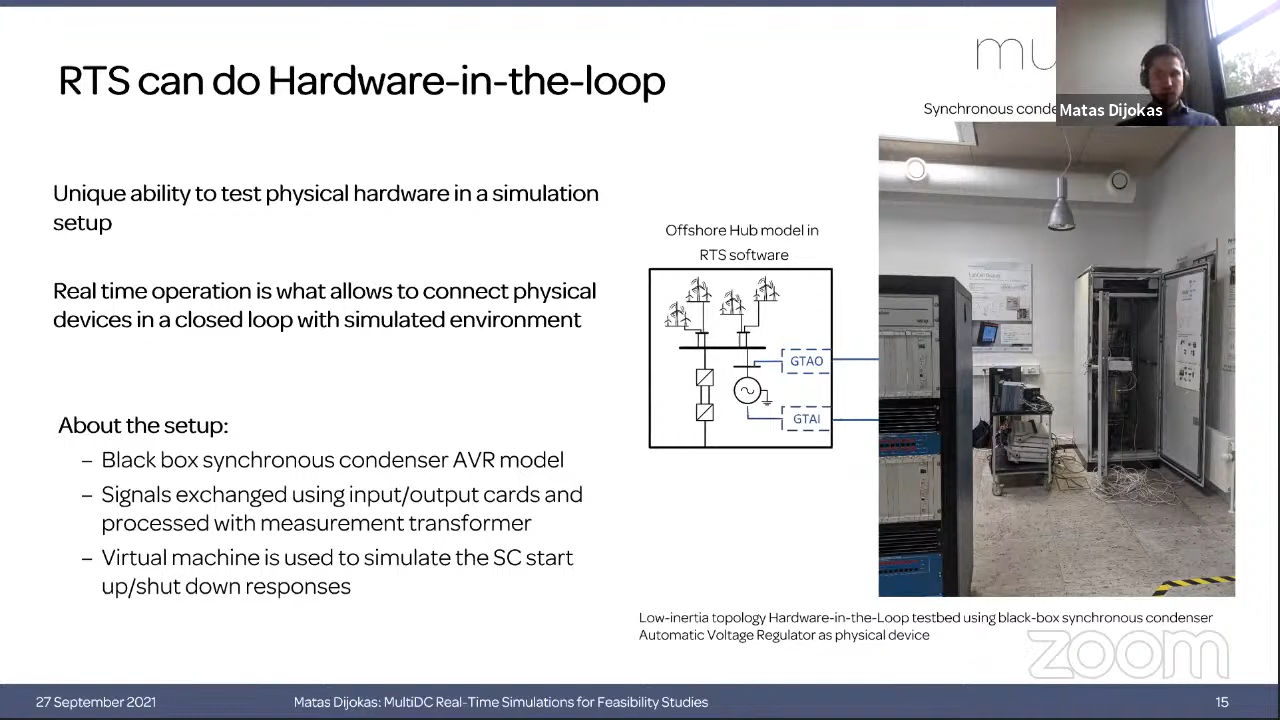 RTS can do Hardware-in-the-loop
mu
Synchronous
Matas Dijokas
Unique ability to test physical hardware in a simulation
setup
Real time operation is what allows to connect physical
devices in a closed loop with simulated environment
Offshore Hub model in
RTS software
GTAO
GTAI
About the setup:
– Black box synchronous condenser AVR model
– Signals exchanged using input/output cards and
processed with measurement transformer
– Virtual machine is used to simulate the SC start
up/shut down responses
Low-inertia topology Hardware-in-the-Loop testbed using black-box synchronous condenser
Automatic Voltage Regulator as physical device
zoom
27 September 2021
Matas Dijokas: MultiDC Real-Time Simulations for Feasibility Studies
15